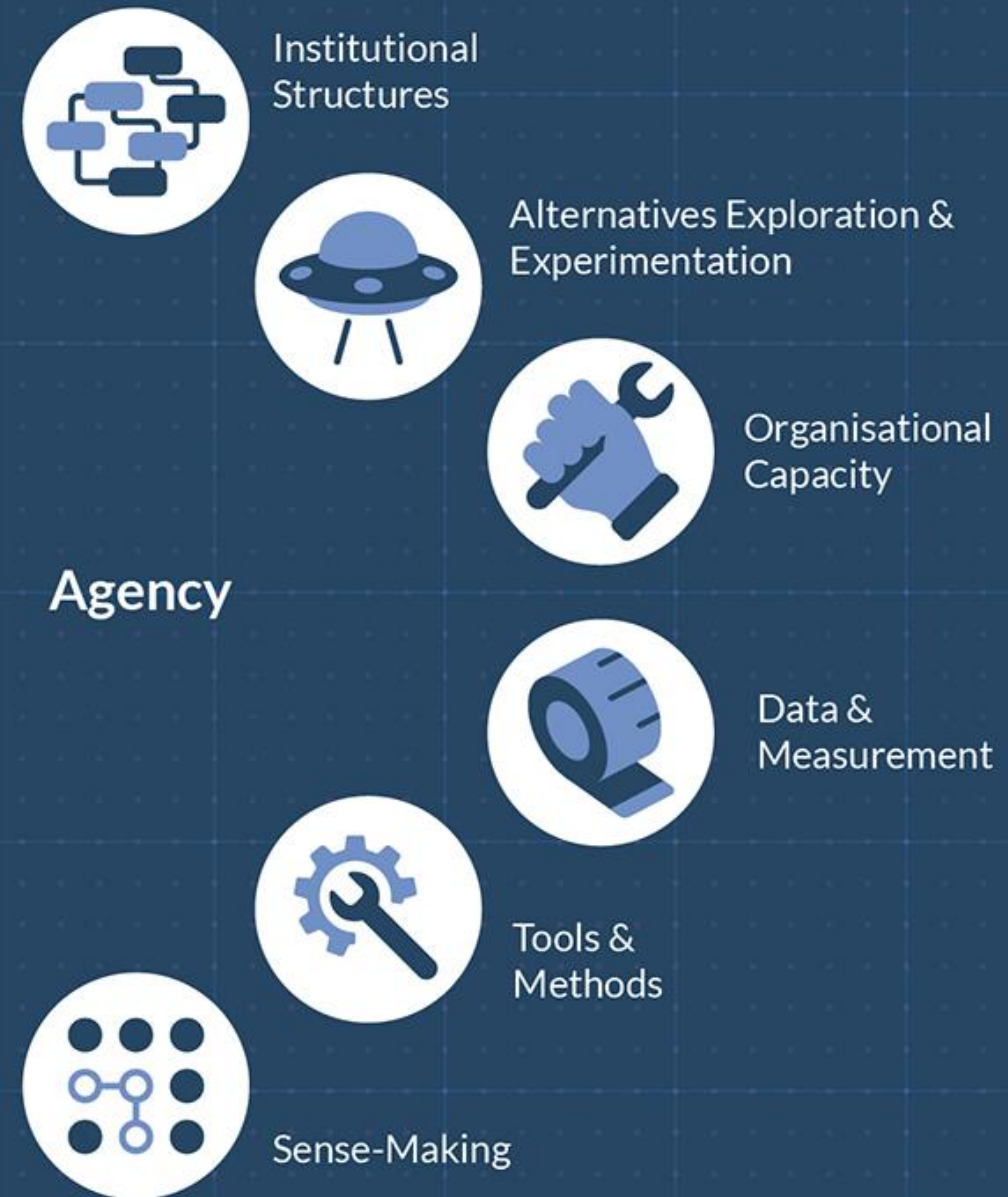 Institutional
Structures
Alternatives Exploration &
Experimentation
Organisational
Capacity
Agency
Data &
Measurement
Tools &
Methods
Sense-Making